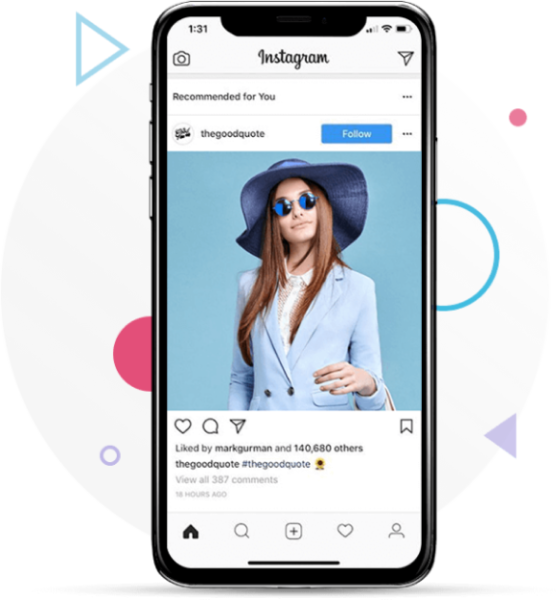 1:31
Instagram
Recommended for You
thegoodquote
Follow
Liked by markgurman and 140,680 others
thegoodquote #thegoodquote 🌻
View all 387 comments
18 HOURS AGO